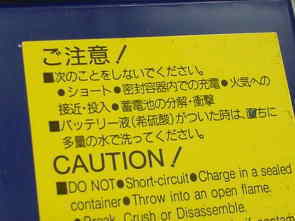 ご注意!
■次のことをしないでください。
●ショート●密封容器内での充電●火気への
接近・投入●蓄電池の分解・衝撃
■バッテリー液(希硫酸)がついた時は、直ちに
多量の水で洗ってください。
CAUTION!
■DO NOT●Short-circuit●Charge in a sealed
container●Throw into an open flame.
●Break, Crush or Disassemble.